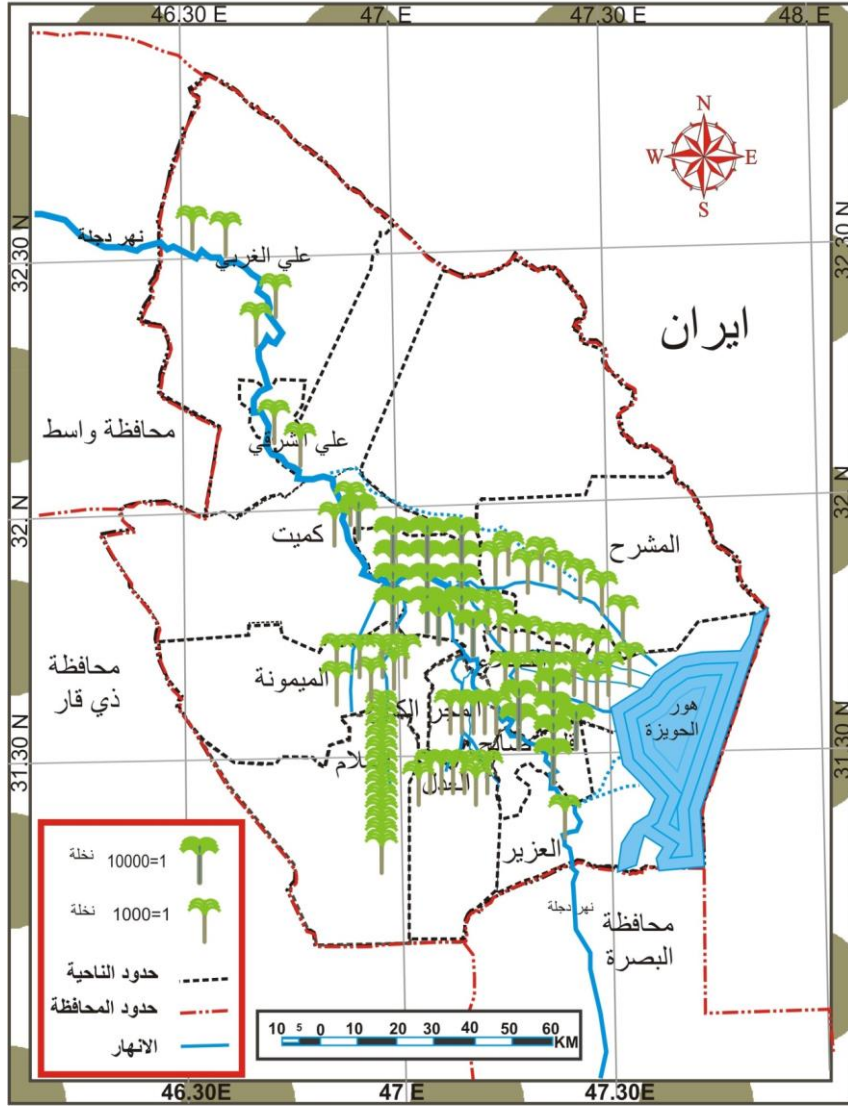 46.30 E
47. E
47.30 E
48. E
N
W
E
S
32.30 N
32.30 N
نهر دجلة
علي الغربي
ايران
محافظة واسط
علي الشرقي
32 N
32 N
كميت
المشرح
محافظة
ذي قار
الميمونة
هور
الحويزة
31.30 N
31.30 N
العدل
العزير
نهر دجلة
محافظة
البصرة
1=10000 نخلة
1=1000 نخلة
حدود الناحية
حدود المحافظة
الانهار
10 5 0 10 20 30 40 50 60
KM
46.30 E
47 E
47.30 E